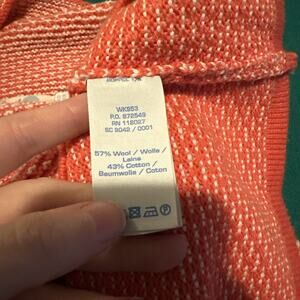 WK953
P.O. 872549
RN 118027
SC 9042 / 0001
57% Wool / Wolle /
Laine
43% Cotton /
Baumwolle / Coton